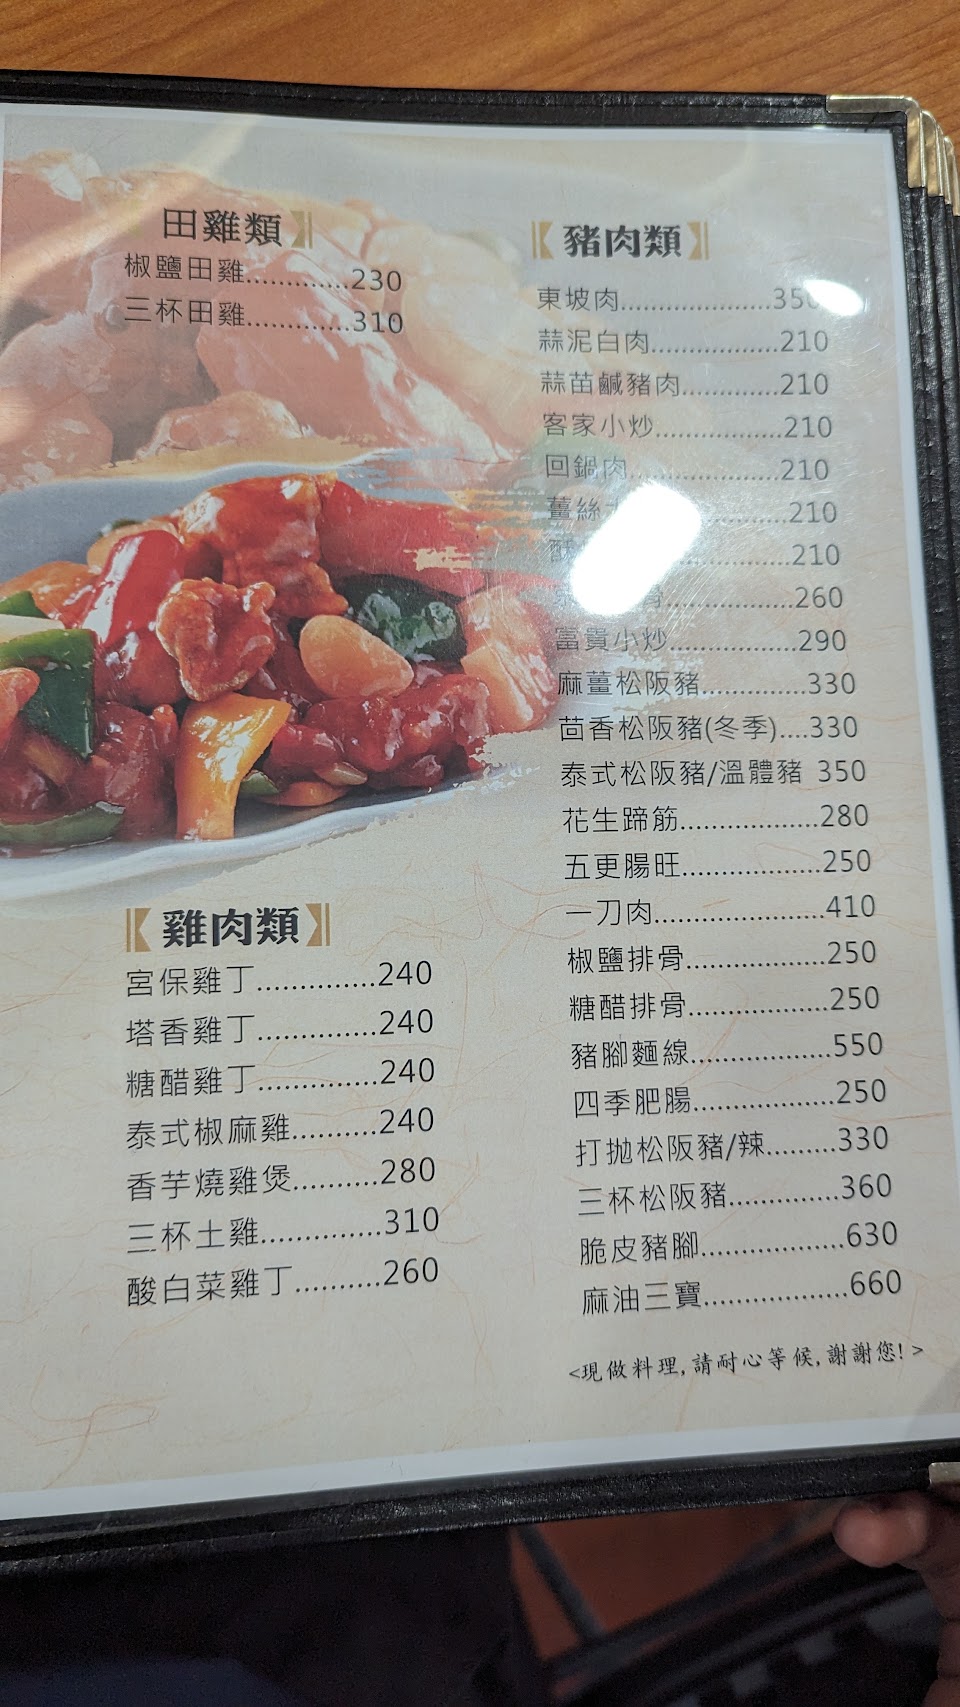 田雞類
椒鹽田雞.............230
三杯田雞.............310
雞肉類
宮保雞丁..............240
塔香雞丁..............240
糖醋雞丁..............240
泰式椒麻雞..........240
香芋燒雞煲..........280
三杯土雞..............310
酸白菜雞丁..........260
豬肉類
東坡肉...................350
蒜泥白肉................210
蒜苗鹹豬肉.............210
客家小炒................210
回鍋肉...................210
薑絲..............210
..............210
骨................260
富貴小炒................290
麻薑松阪豬.............330
茴香松阪豬(冬季)....330
泰式松阪豬/溫體豬 350
花生蹄筋..................280
五更腸旺..................250
一刀肉.....................410
椒鹽排骨..................250
糖醋排骨..................250
豬腳麵線..................550
四季肥腸..................250
打拋松阪豬/辣.........330
三杯松阪豬..............360
脆皮豬腳..................630
麻油三寶..................660
<現做料理,請耐心等候,謝謝您!>